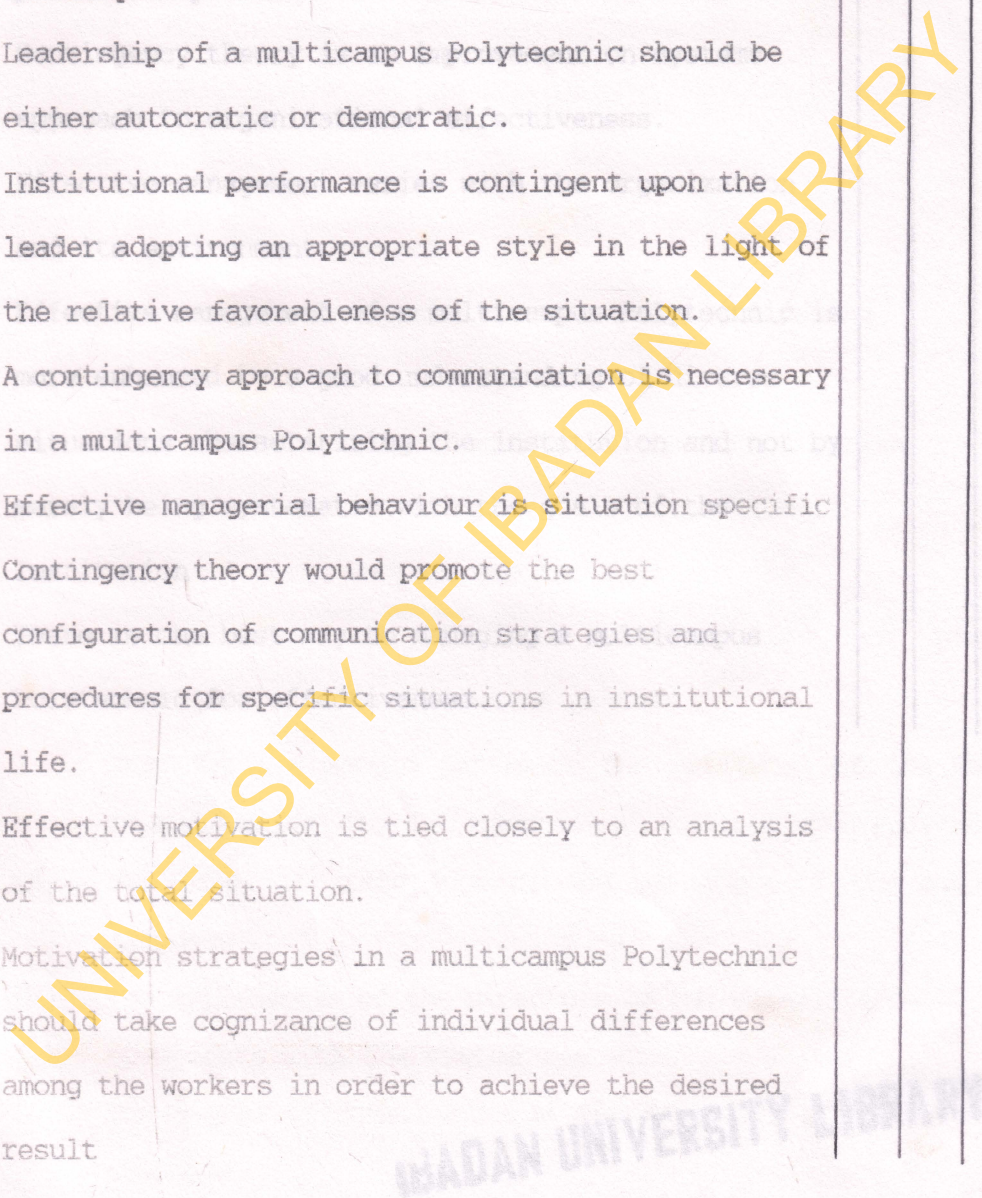 Leadership of a multicampus Polytechnic should be
either autocratic or democratic.
Institutional performance is contingent upon the
leader adopting an appropriate style in the light of
the relative favorableness of the situation.
A contingency approach to communication is necessary
in a multicampus Polytechnic.
Effective managerial behaviour is situation specific
Contingency theory would promote the best
configuration of communication strategies and
procedures for specific situations in institutional
life.
Effective motivation is tied closely to an analysis
of the total situation.
Motivation strategies in a multicampus Polytechnic
should take cognizance of individual differences
among the workers in order to achieve the desired
result
UNIVERSITY OF IBADAN LIBRARY
IBADAN UNIVERSITY LIBRARY